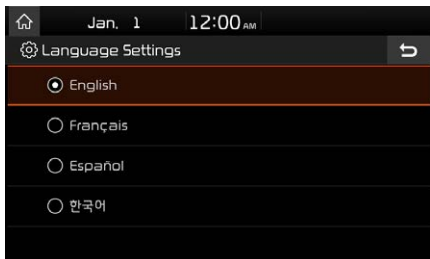 Jan. 1 12:00 AM
Language Settings
English
Français
Español
한국어